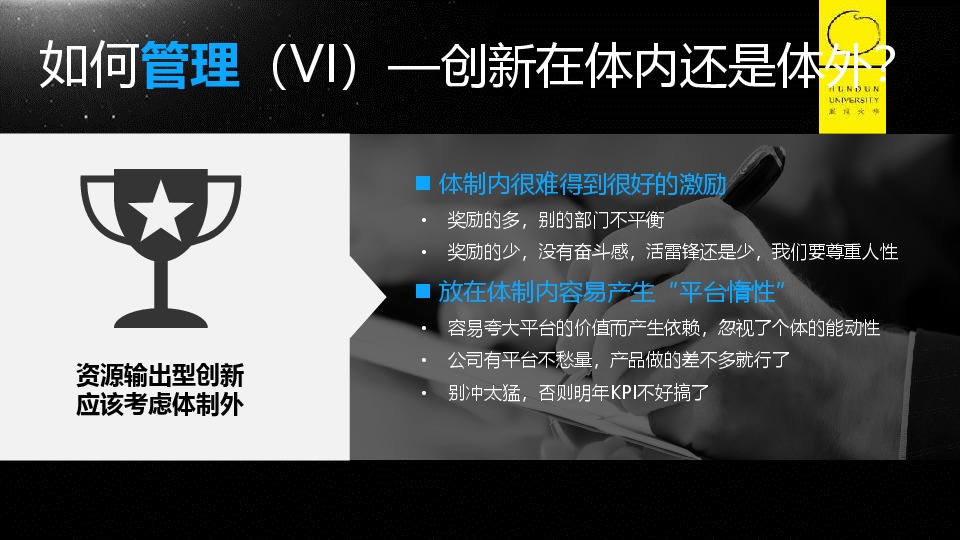 如何管理（VI）—创新在体内还是体外？
HUNDUN
UNIVERSITY
混沌大学
资源输出型创新
应该考虑体制外
■ 体制内很难得到很好的激励
• 奖励的多，别的部门不平衡
• 奖励的少，没有奋斗感，活雷锋还是少，我们要尊重人性
■ 放在体制内容易产生“平台惰性”
• 容易夸大平台的价值而产生依赖，忽视了个体的能动性
• 公司有平台不愁量，产品做的差不多就行了
• 别冲太猛，否则明年KPI不好搞了